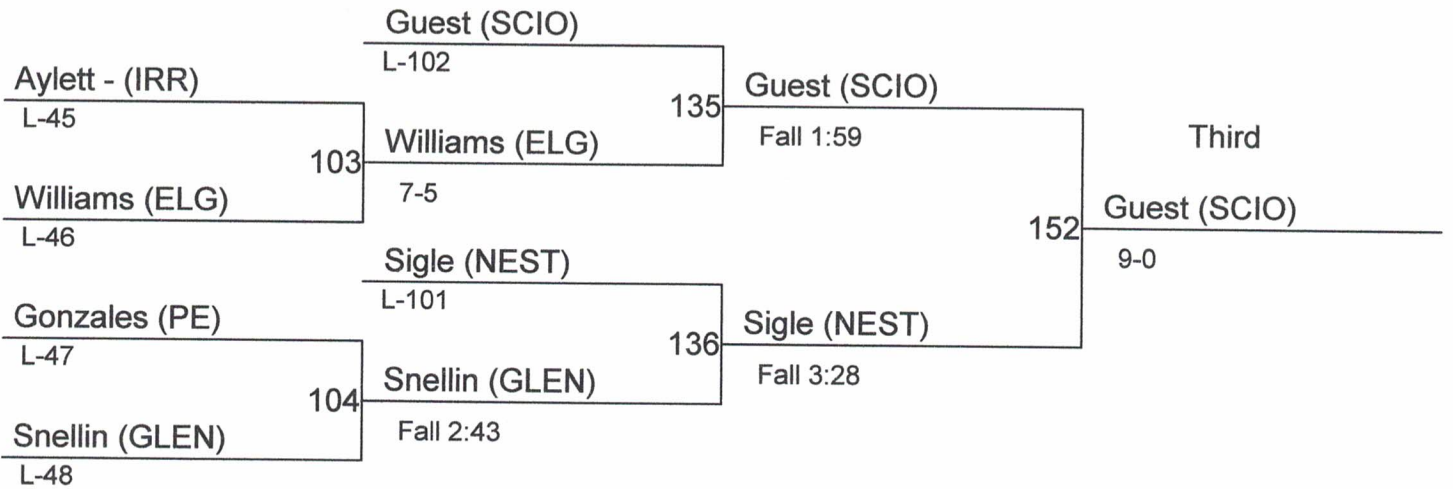 Guest (SCIO)
L-102
Aylett - (IRR)
L-45
135
Guest (SCIO)
Fall 1:59
103
Williams (ELG)
7-5
Third
Williams (ELG)
L-46
152
Guest (SCIO)
9-0
Sigle (NEST)
L-101
Gonzales (PE)
L-47
136
Sigle (NEST)
Fall 3:28
104
Snellin (GLEN)
Fall 2:43
Snellin (GLEN)
L-48